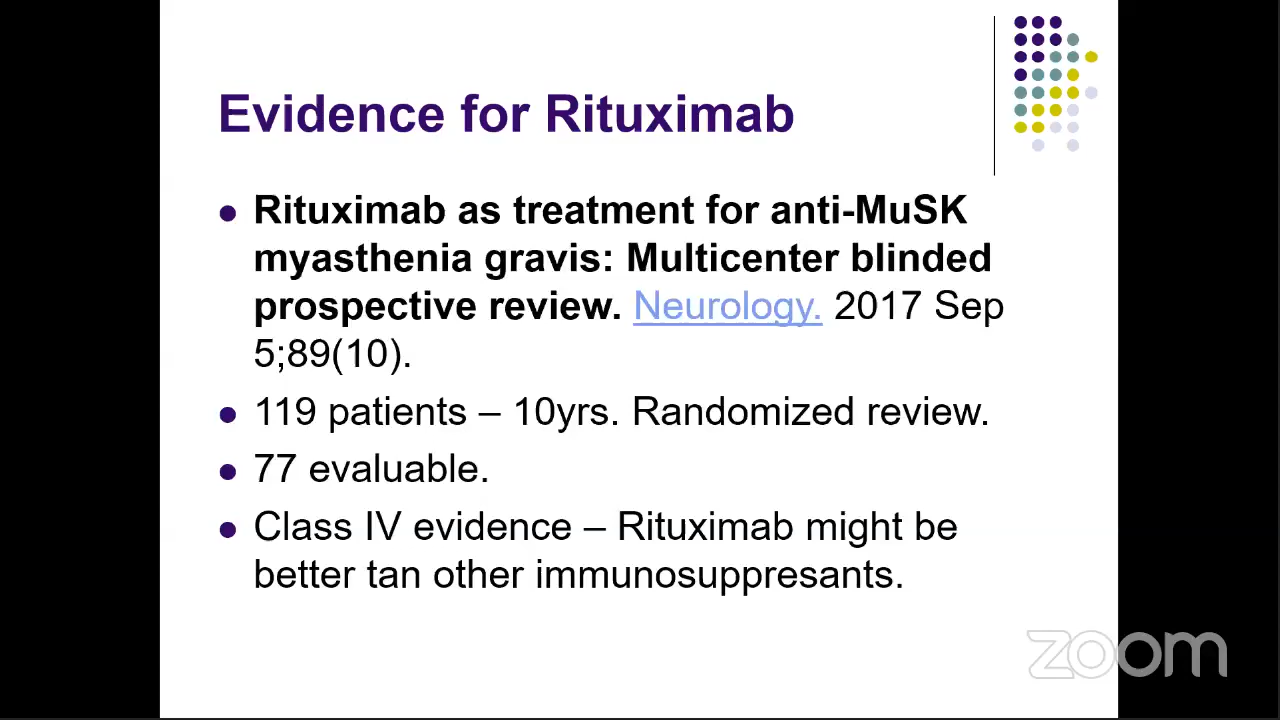 Evidence for Rituximab
Rituximab as treatment for anti-MuSK
myasthenia gravis: Multicenter blinded
prospective review. Neurology. 2017 Sep
5;89(10).
119 patients – 10yrs. Randomized review.
77 evaluable.
Class IV evidence – Rituximab might be
better tan other immunosuppresants.
zoom